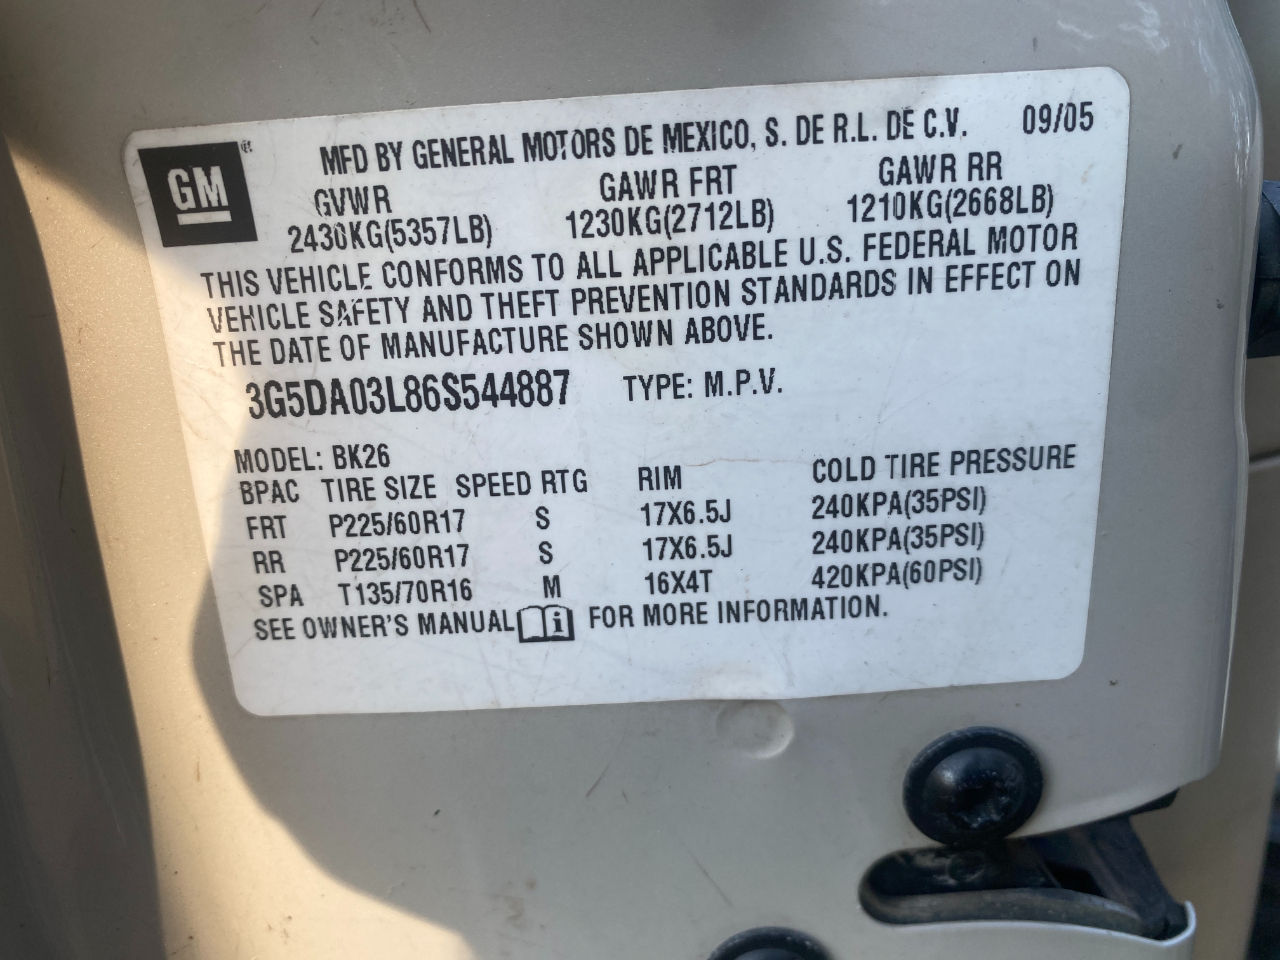 GM
MFD BY GENERAL MOTORS DE MEXICO, S. DE R.L. DE C.V. 09/05
GVWR GAWR FRT GAWR RR
2430KG(5357LB) 1230KG(2712LB) 1210KG(2668LB)
THIS VEHICLE CONFORMS TO ALL APPLICABLE U.S. FEDERAL MOTOR
VEHICLE SAFETY AND THEFT PREVENTION STANDARDS IN EFFECT ON
THE DATE OF MANUFACTURE SHOWN ABOVE.
3G5DA03L86S544887 TYPE: M.P.V.
MODEL: BK26
BPAC TIRE SIZE SPEED RTG RIM COLD TIRE PRESSURE
FRT P225/60R17 S 17X6.5J 240KPA(35PSI)
RR P225/60R17 S 17X6.5J 240KPA(35PSI)
SPA T135/70R16 M 16X4T 420KPA(60PSI)
SEE OWNER'S MANUAL i FOR MORE INFORMATION.